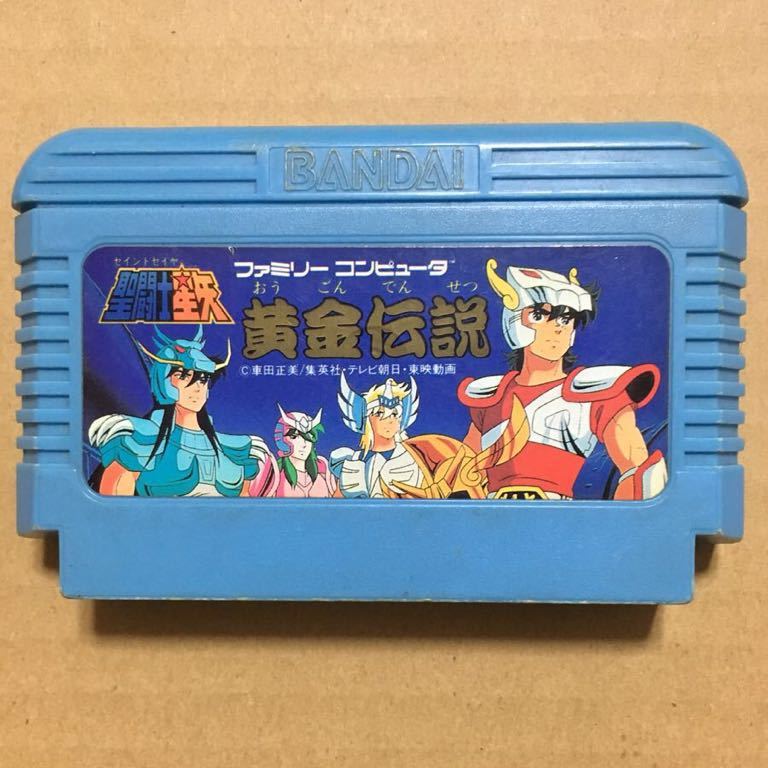 BANDAI
セイントセイヤ
聖闘士星矢
ファミリー コンピュータ™
おう ごん でん せつ
黄金伝説
©車田正美/集英社・テレビ朝日・東映動画